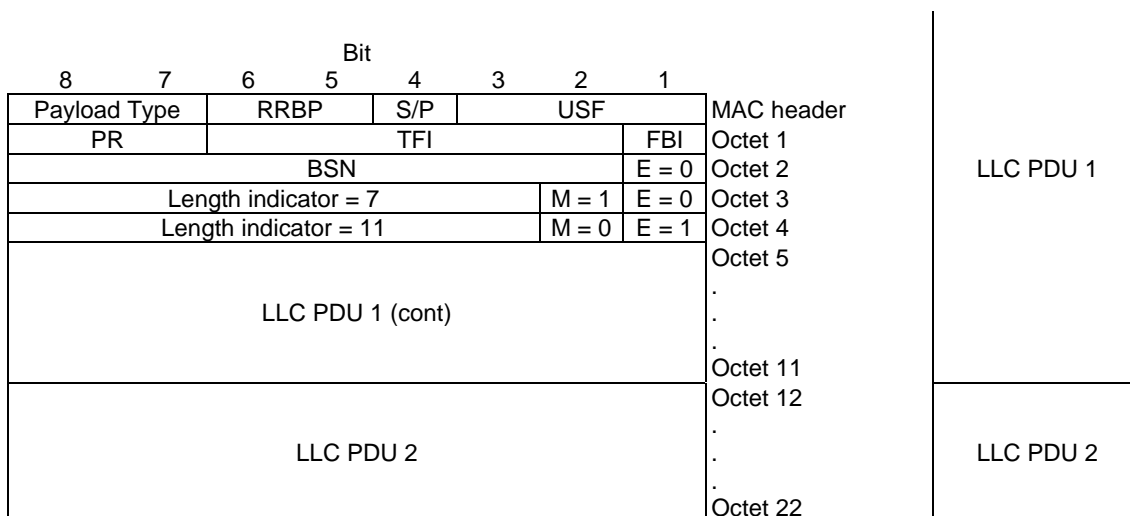 Bit
8 7 6 5 4 3 2 1
Payload Type RRBP S/P USF MAC header
PR TFI FBI Octet 1
BSN E = 0 Octet 2 LLC PDU 1
Length indicator = 7 M = 1 E = 0 Octet 3
Length indicator = 11 M = 0 E = 1 Octet 4
Octet 5
.
LLC PDU 1 (cont) .
.
Octet 11
Octet 12
.
LLC PDU 2 . LLC PDU 2
.
Octet 22